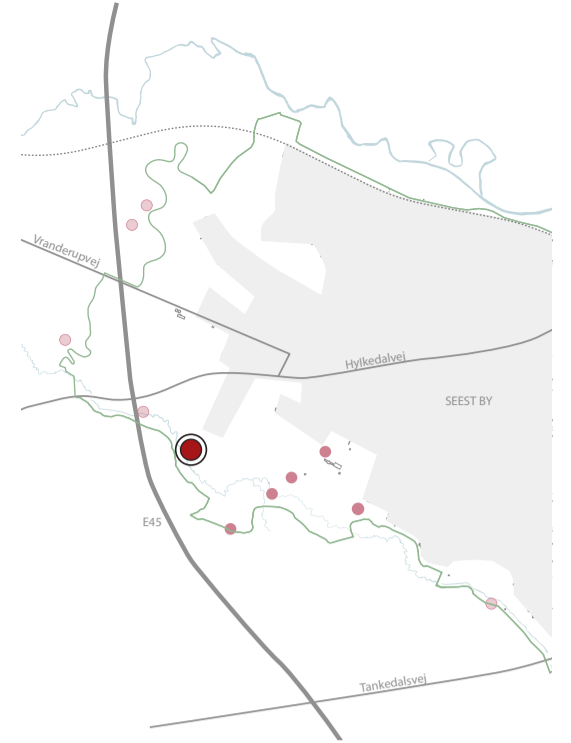 Vranderupvej
Hylkedalvej
SEEST BY
E45
Tankedalsvej